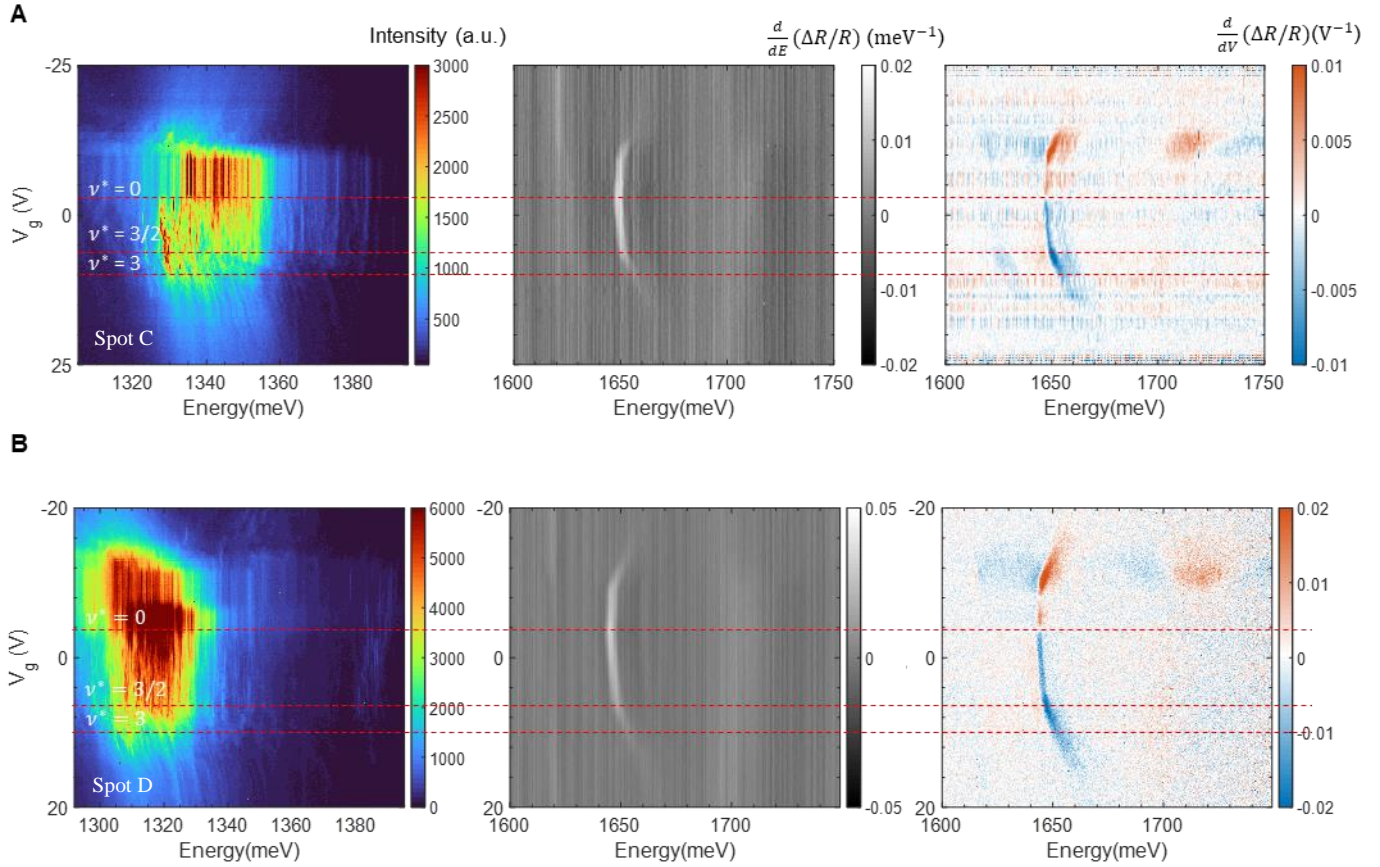 A
Intensity (a.u.)
d/dE (ΔR/R) (meV⁻¹)
d/dV (ΔR/R)(V⁻¹)
-25
0
25
V_g (V)
ν* = 0
ν* = 3/2
ν* = 3
Spot C
1320 1340 1360 1380
Energy(meV)
3000
2500
2000
1500
1000
500
1600 1650 1700 1750
Energy(meV)
0.02
0.01
0
-0.01
-0.02
1600 1650 1700 1750
Energy(meV)
0.01
0.005
0
-0.005
-0.01
B
-20
0
20
V_g (V)
ν* = 0
ν* = 3/2
ν* = 3
Spot D
1300 1320 1340 1360 1380
Energy(meV)
6000
5000
4000
3000
2000
1000
0
1600 1650 1700
Energy(meV)
0.05
0
-0.05
-20
0
20
1600 1650 1700
Energy(meV)
0.02
0.01
0
-0.01
-0.02